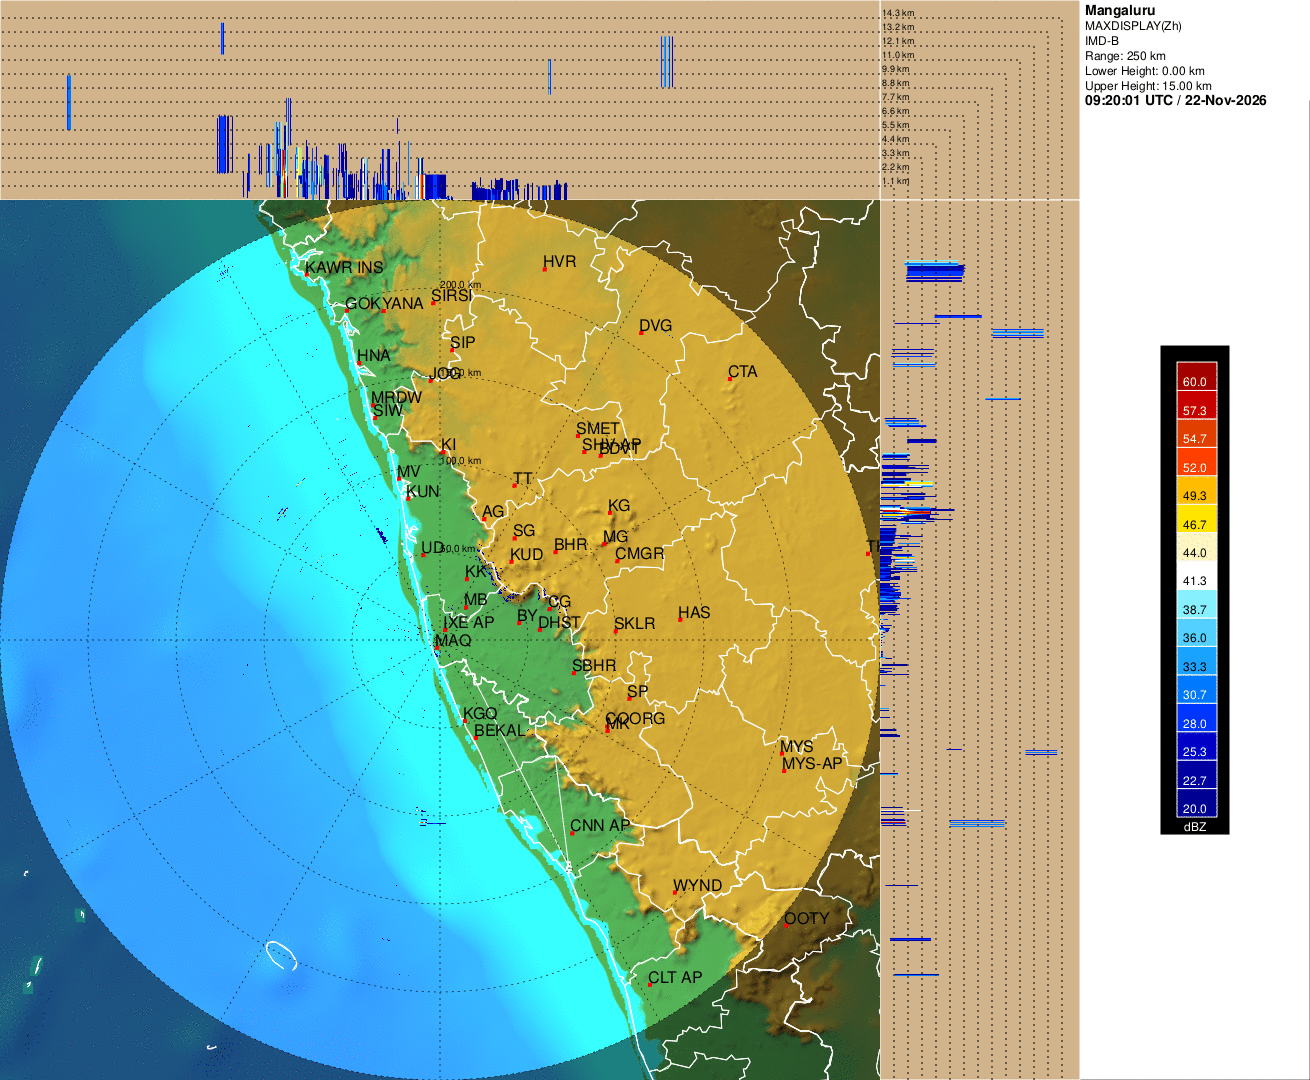 14.3 km
13.2 km
12.1 km
11.0 km
9.9 km
8.8 km
7.7 km
6.6 km
5.5 km
4.4 km
3.3 km
2.2 km
1.1 km
Mangaluru
MAXDISPLAY(Zh)
IMD-B
Range: 250 km
Lower Height: 0.00 km
Upper Height: 15.00 km
09:20:01 UTC / 22-Nov-2026
HVR
KAWR INS
200.0 km
SIRSI
GOKYANA
DVG
SIP
HNA
JOG
CTA
MRDW
SIW
SMET
SHV-AP
BDVT
KI
100.0 km
MV
TT
KUN
KG
AG
SG
MG
BHR
UD
50.0 km
KUD
CMGR
KK
MB
CG
BY
DHST
IXE AP
HAS
SKLR
MAQ
SBHR
SP
KGQ
COORG
MK
BEKAL
MYS
MYS-AP
CNN AP
WYND
OOTY
CLT AP
60.0
57.3
54.7
52.0
49.3
46.7
44.0
41.3
38.7
36.0
33.3
30.7
28.0
25.3
22.7
20.0
dBZ